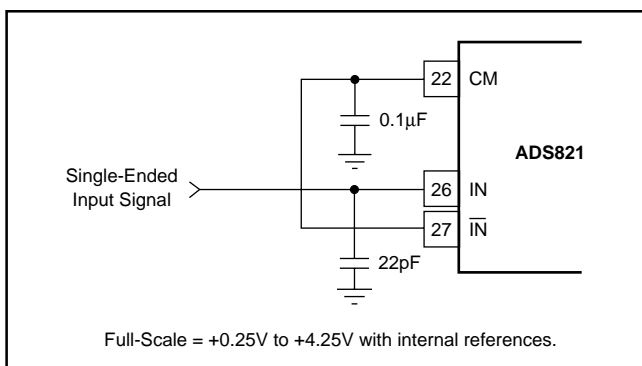 22 CM
0.1μF
ADS821
Single-Ended
Input Signal
26 IN
27 I̅N̅
22pF
Full-Scale = +0.25V to +4.25V with internal references.